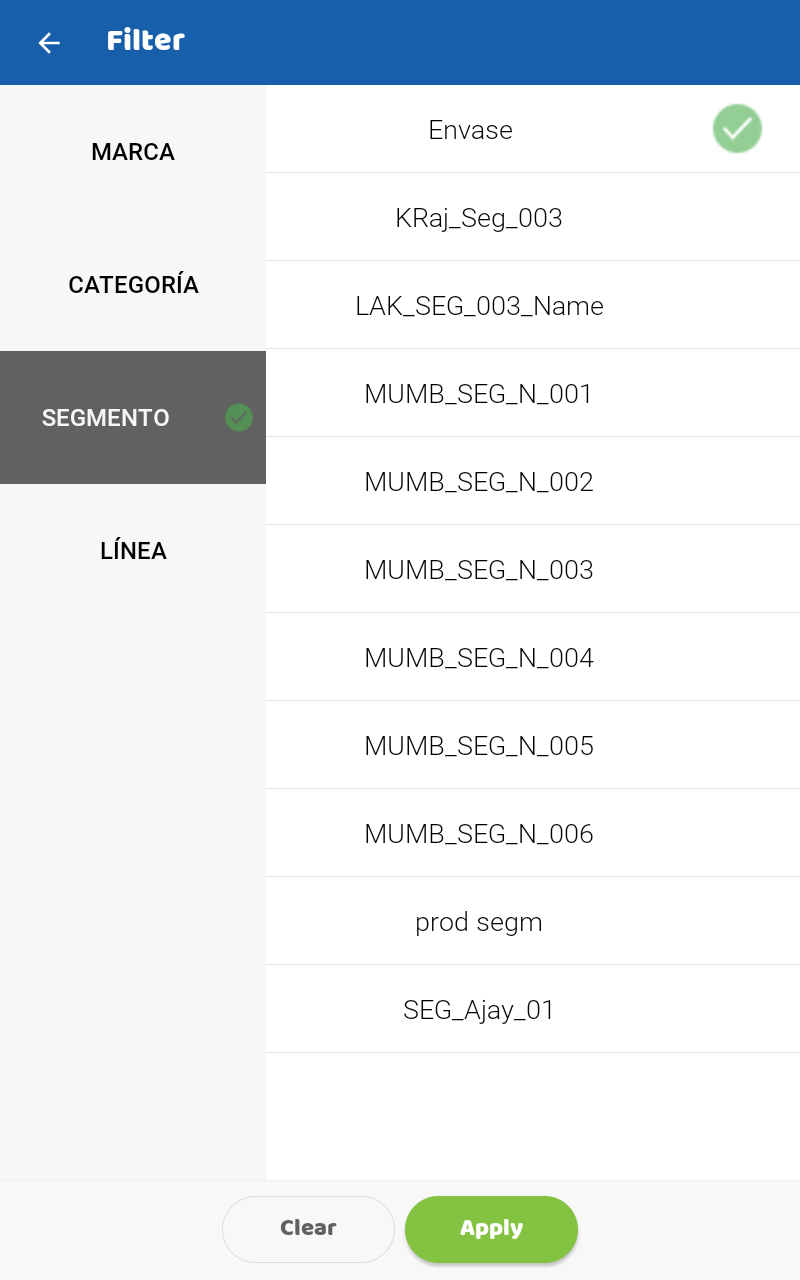 Filter
MARCA
CATEGORÍA
SEGMENTO
LÍNEA
Envase
KRaj_Seg_003
LAK_SEG_003_Name
MUMB_SEG_N_001
MUMB_SEG_N_002
MUMB_SEG_N_003
MUMB_SEG_N_004
MUMB_SEG_N_005
MUMB_SEG_N_006
prod segm
SEG_Ajay_01
Clear
Apply